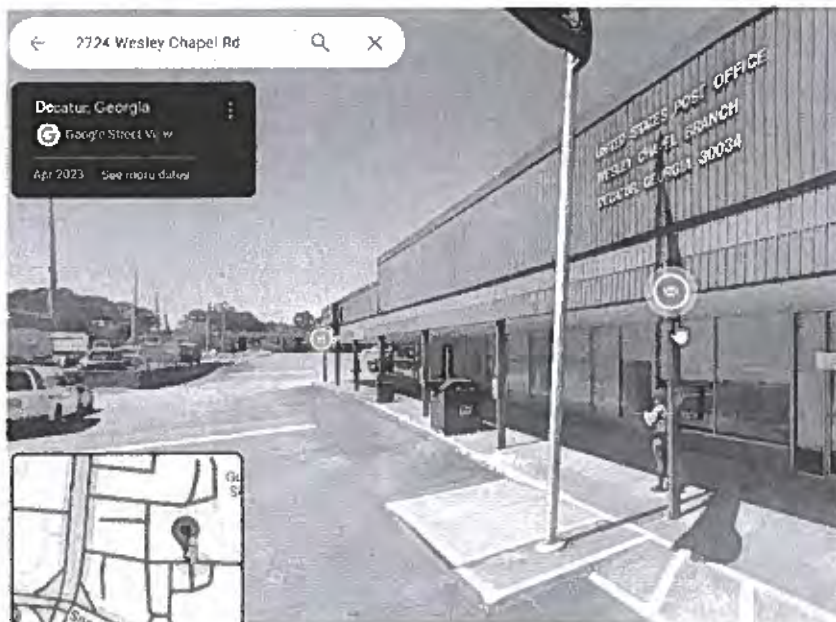 2724 Wesley Chapel Rd
Decatur, Georgia
Google Street View
Apr 2023 See more dates
UNITED STATES POST OFFICE
WESLEY CHAPEL BRANCH
DECATUR GEORGIA 30034